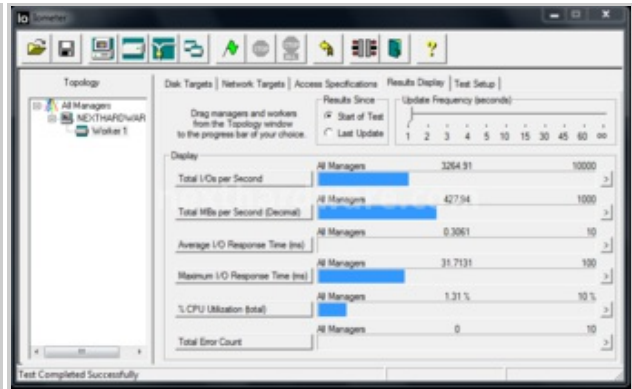 Iometer
Topology
All Managers
NEXTHARDWAR
Worker 1
Disk Targets | Network Targets | Access Specifications | Results Display | Test Setup
Drag managers and workers
from the Topology window
to the progress bar of your choice.
Results Since
Start of Test
Last Update
Update Frequency (seconds)
1 2 3 4 5 10 15 30 45 60 ∞
Display
All Managers 3264.91 10000
Total I/Os per Second
All Managers 427.94 1000
Total MBs per Second (Decimal)
All Managers 0.3061 10
Average I/O Response Time (ms)
All Managers 31.7131 100
Maximum I/O Response Time (ms)
All Managers 1.31 % 10 %
% CPU Utilization (total)
All Managers 0 10
Total Error Count
Test Completed Successfully